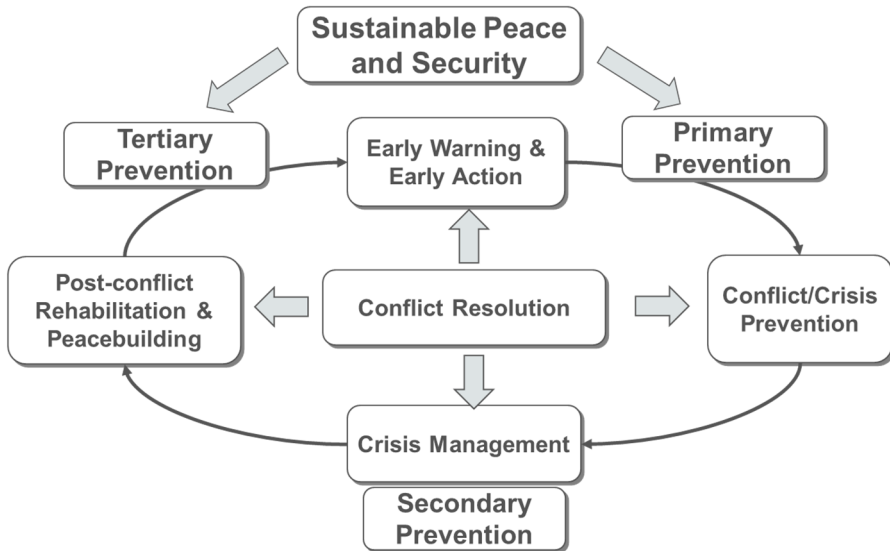 Sustainable Peace
and Security
Tertiary
Prevention
Early Warning &
Early Action
Primary
Prevention
Post-conflict
Rehabilitation &
Peacebuilding
Conflict Resolution
Conflict/Crisis
Prevention
Crisis Management
Secondary
Prevention